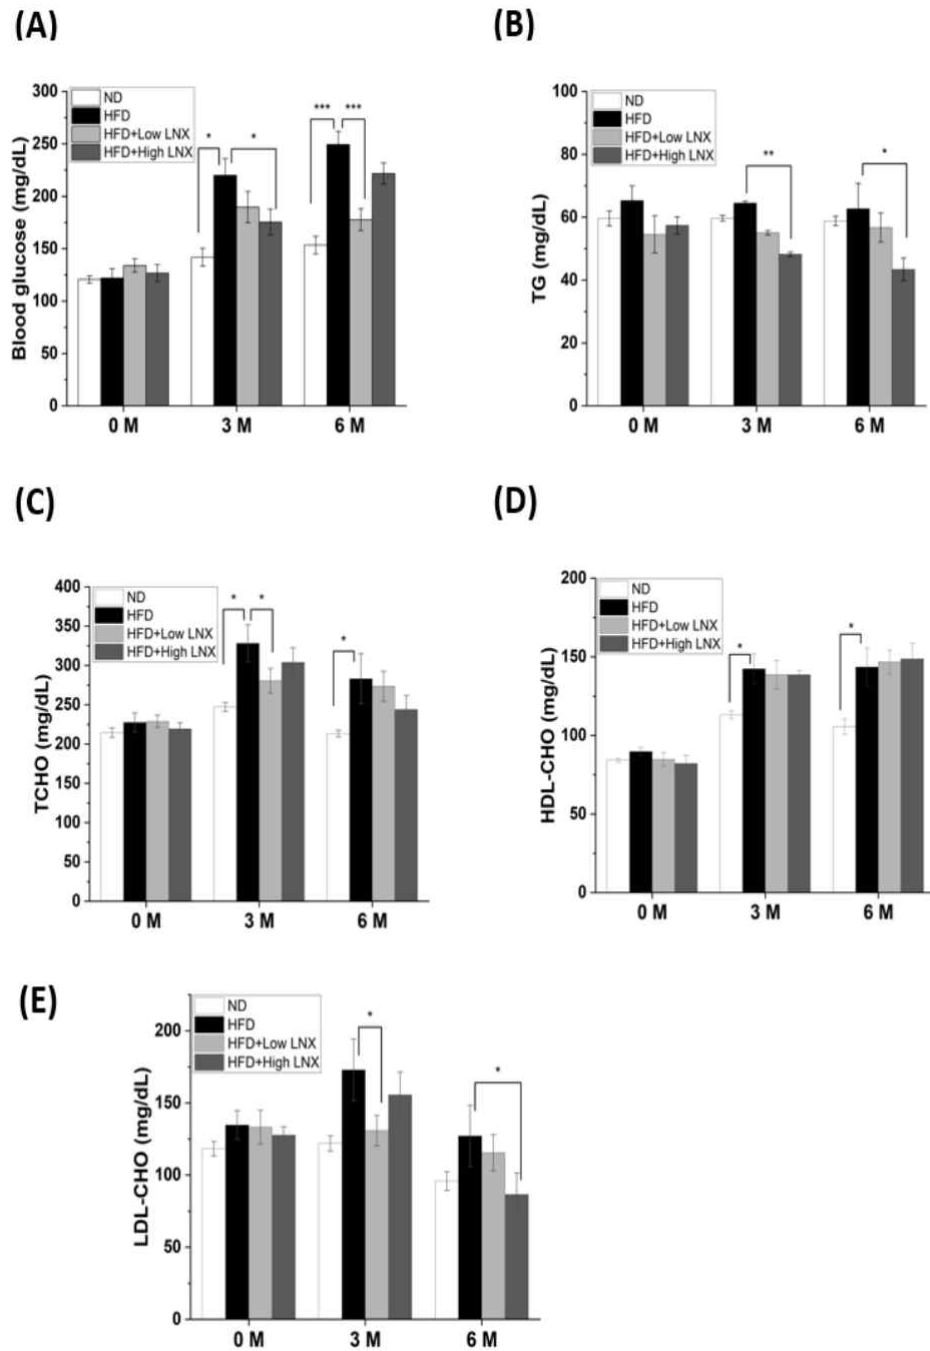 (A)
Blood glucose (mg/dL)
300
250
200
150
100
50
0
ND
HFD
HFD+Low LNX
HFD+High LNX
* *
*** ***
0 M 3 M 6 M
(B)
TG (mg/dL)
100
80
60
40
20
0
ND
HFD
HFD+Low LNX
HFD+High LNX
**
*
0 M 3 M 6 M
(C)
TCHO (mg/dL)
400
350
300
250
200
150
100
50
0
ND
HFD
HFD+Low LNX
HFD+High LNX
* *
*
0 M 3 M 6 M
(D)
HDL-CHO (mg/dL)
200
150
100
50
0
ND
HFD
HFD+Low LNX
HFD+High LNX
*
*
0 M 3 M 6 M
(E)
LDL-CHO (mg/dL)
200
150
100
50
0
ND
HFD
HFD+Low LNX
HFD+High LNX
*
*
0 M 3 M 6 M